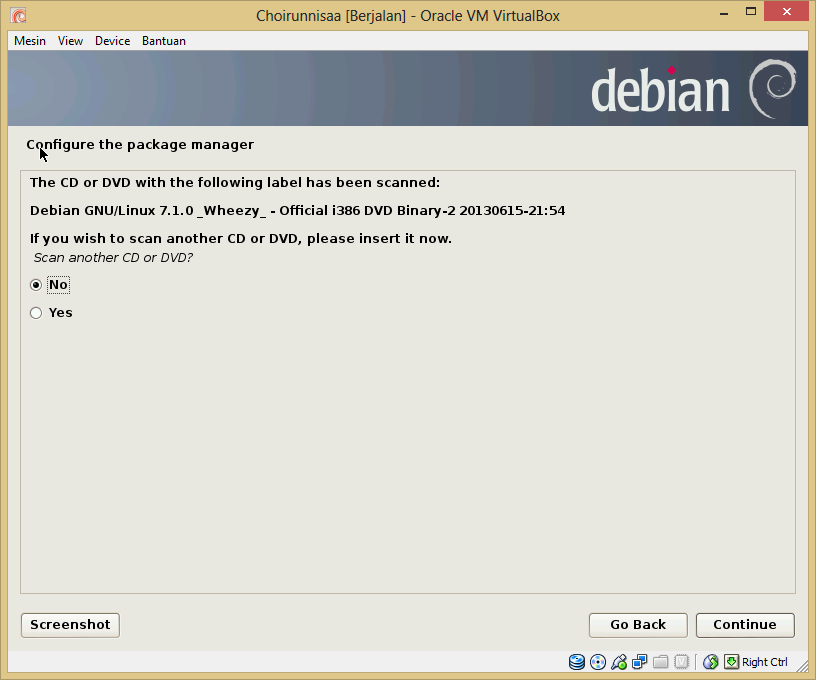 Choirunnisaa [Berjalan] - Oracle VM VirtualBox
Mesin View Device Bantuan
debian
Configure the package manager
The CD or DVD with the following label has been scanned:
Debian GNU/Linux 7.1.0 _Wheezy_ - Official i386 DVD Binary-2 20130615-21:54
If you wish to scan another CD or DVD, please insert it now.
Scan another CD or DVD?
No
Yes
Screenshot Go Back Continue
Right Ctrl